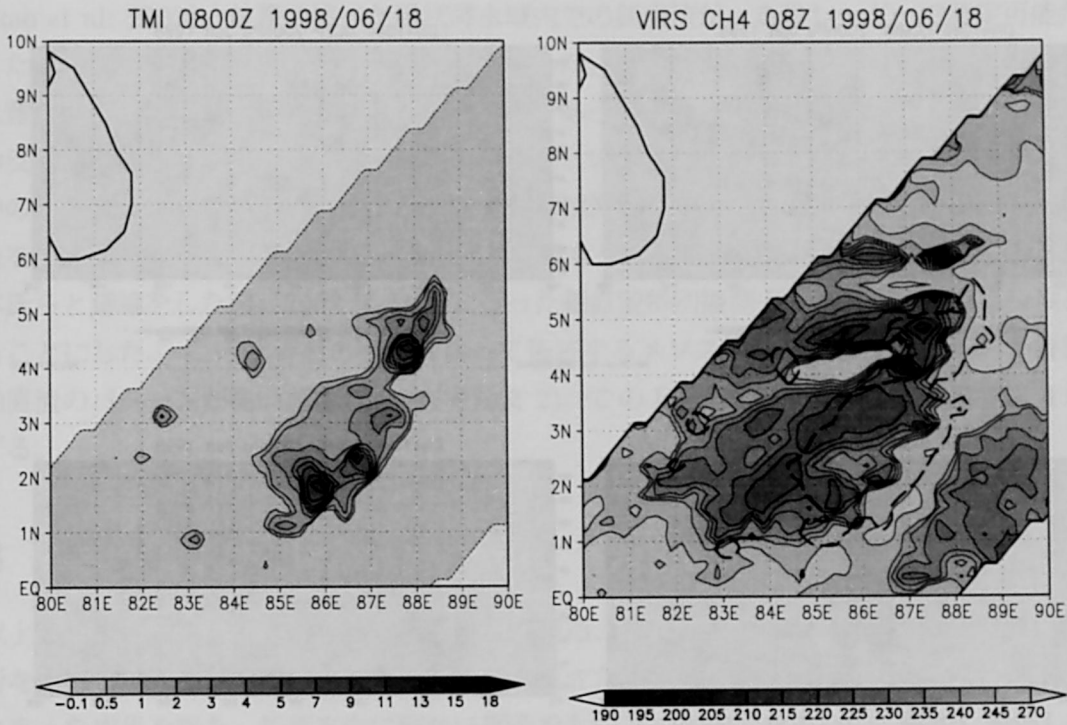 TMI 0800Z 1998/06/18
10N
9N
8N
7N
6N
5N
4N
3N
2N
1N
EQ
80E 81E 82E 83E 84E 85E 86E 87E 88E 89E 90E
-0.1 0.5 1 2 3 5 7 9 11 13 15 18
VIRS CH4 08Z 1998/06/18
10N
9N
8N
7N
6N
5N
4N
3N
2N
1N
EQ
80E 81E 82E 83E 84E 85E 86E 87E 88E 89E 90E
190 195 200 205 210 215 220 225 235 230 240 245 270